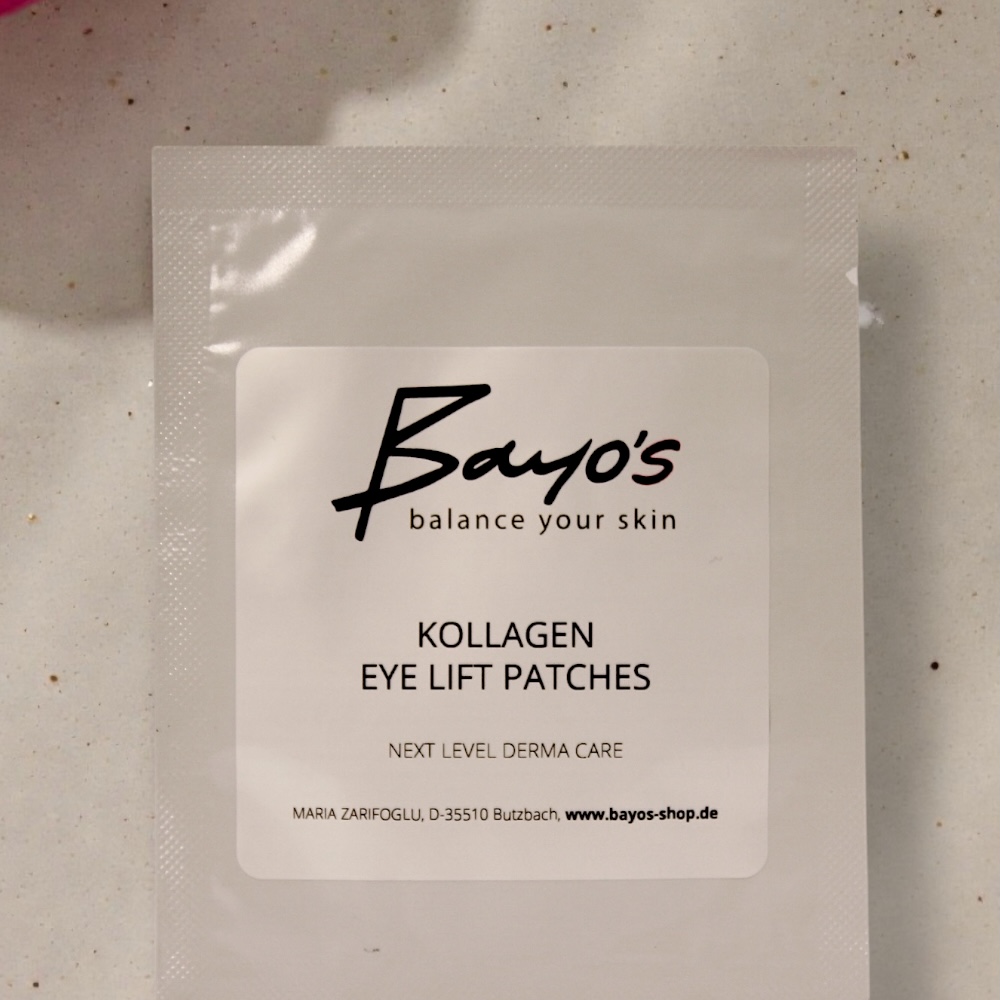 Bayo's
balance your skin
KOLLAGEN
EYE LIFT PATCHES
NEXT LEVEL DERMA CARE
MARIA ZARIFOGLU, D-35510 Butzbach, www.bayos-shop.de